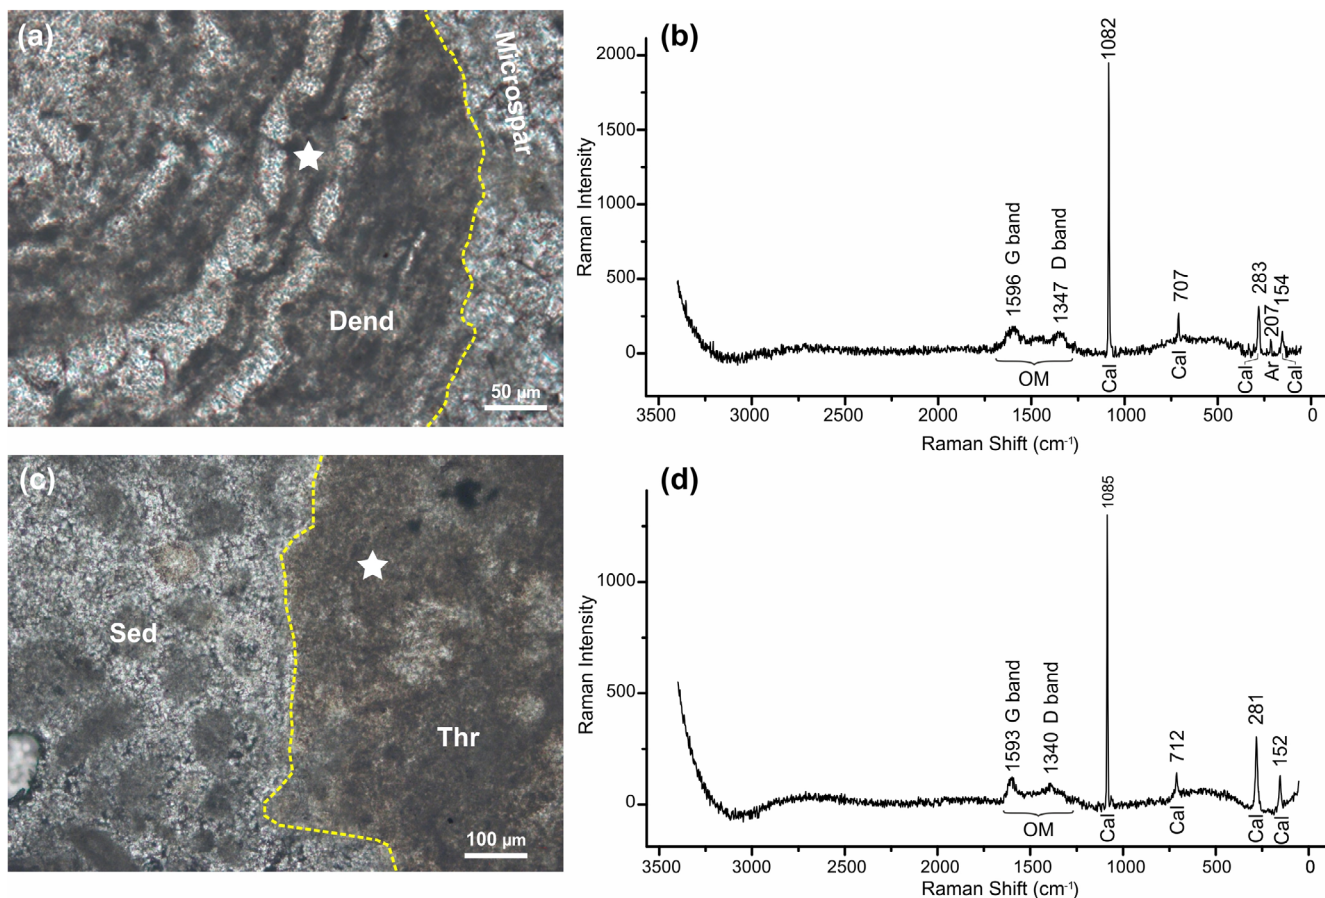 (a)
Microspar
Dend
50 µm
(b)
2000
1500
1000
500
0
Raman Intensity
1596 G band
1347 D band
1082
707
283
207
154
OM
Cal
Cal
Cal
Ar
Cal
3500
3000
2500
2000
1500
1000
500
0
Raman Shift (cm⁻¹)
(c)
Sed
Thr
100 µm
(d)
1000
500
0
Raman Intensity
1593 G band
1340 D band
1085
712
281
152
OM
Cal
Cal
Cal
Cal
3500
3000
2500
2000
1500
1000
500
0
Raman Shift (cm⁻¹)